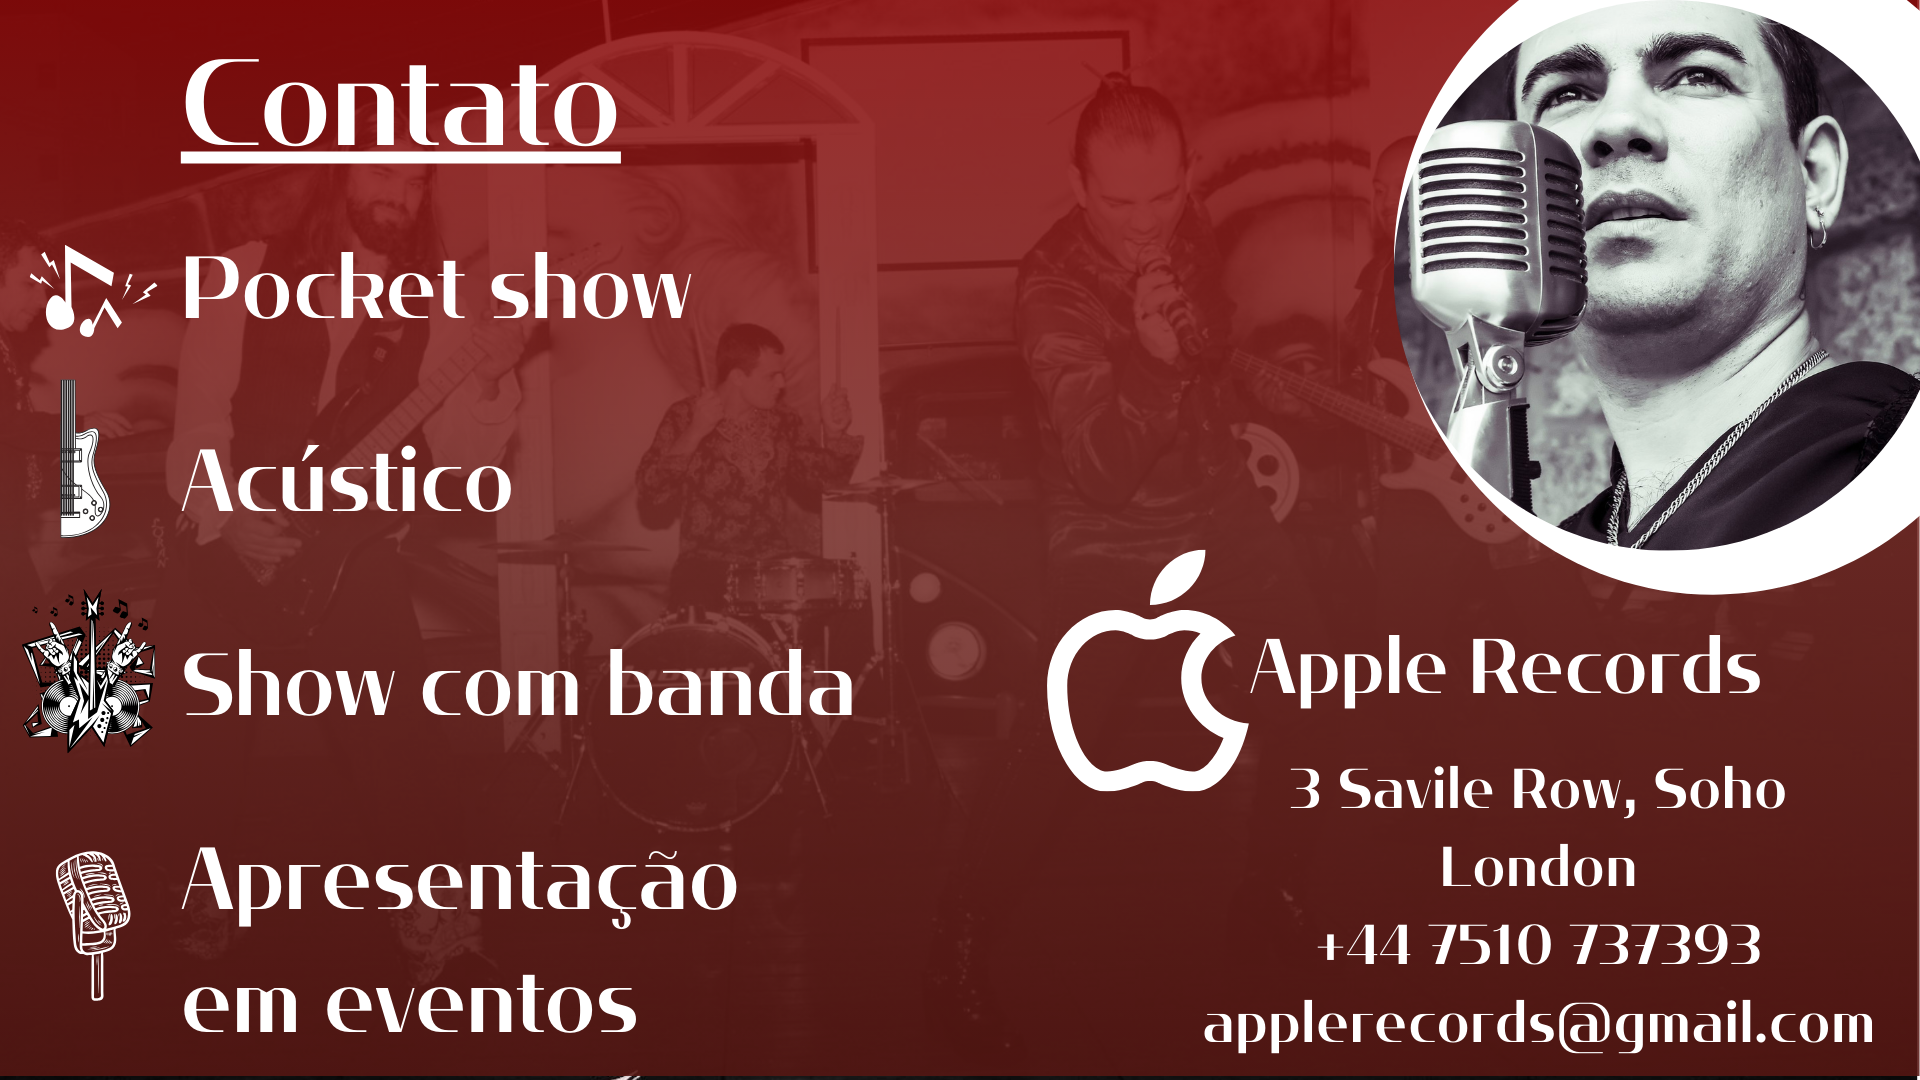 Contato
Pocket show
Acústico
Show com banda
Apresentação
em eventos
Apple Records
3 Savile Row, Soho
London
+44 7510 737393
applerecords@gmail.com